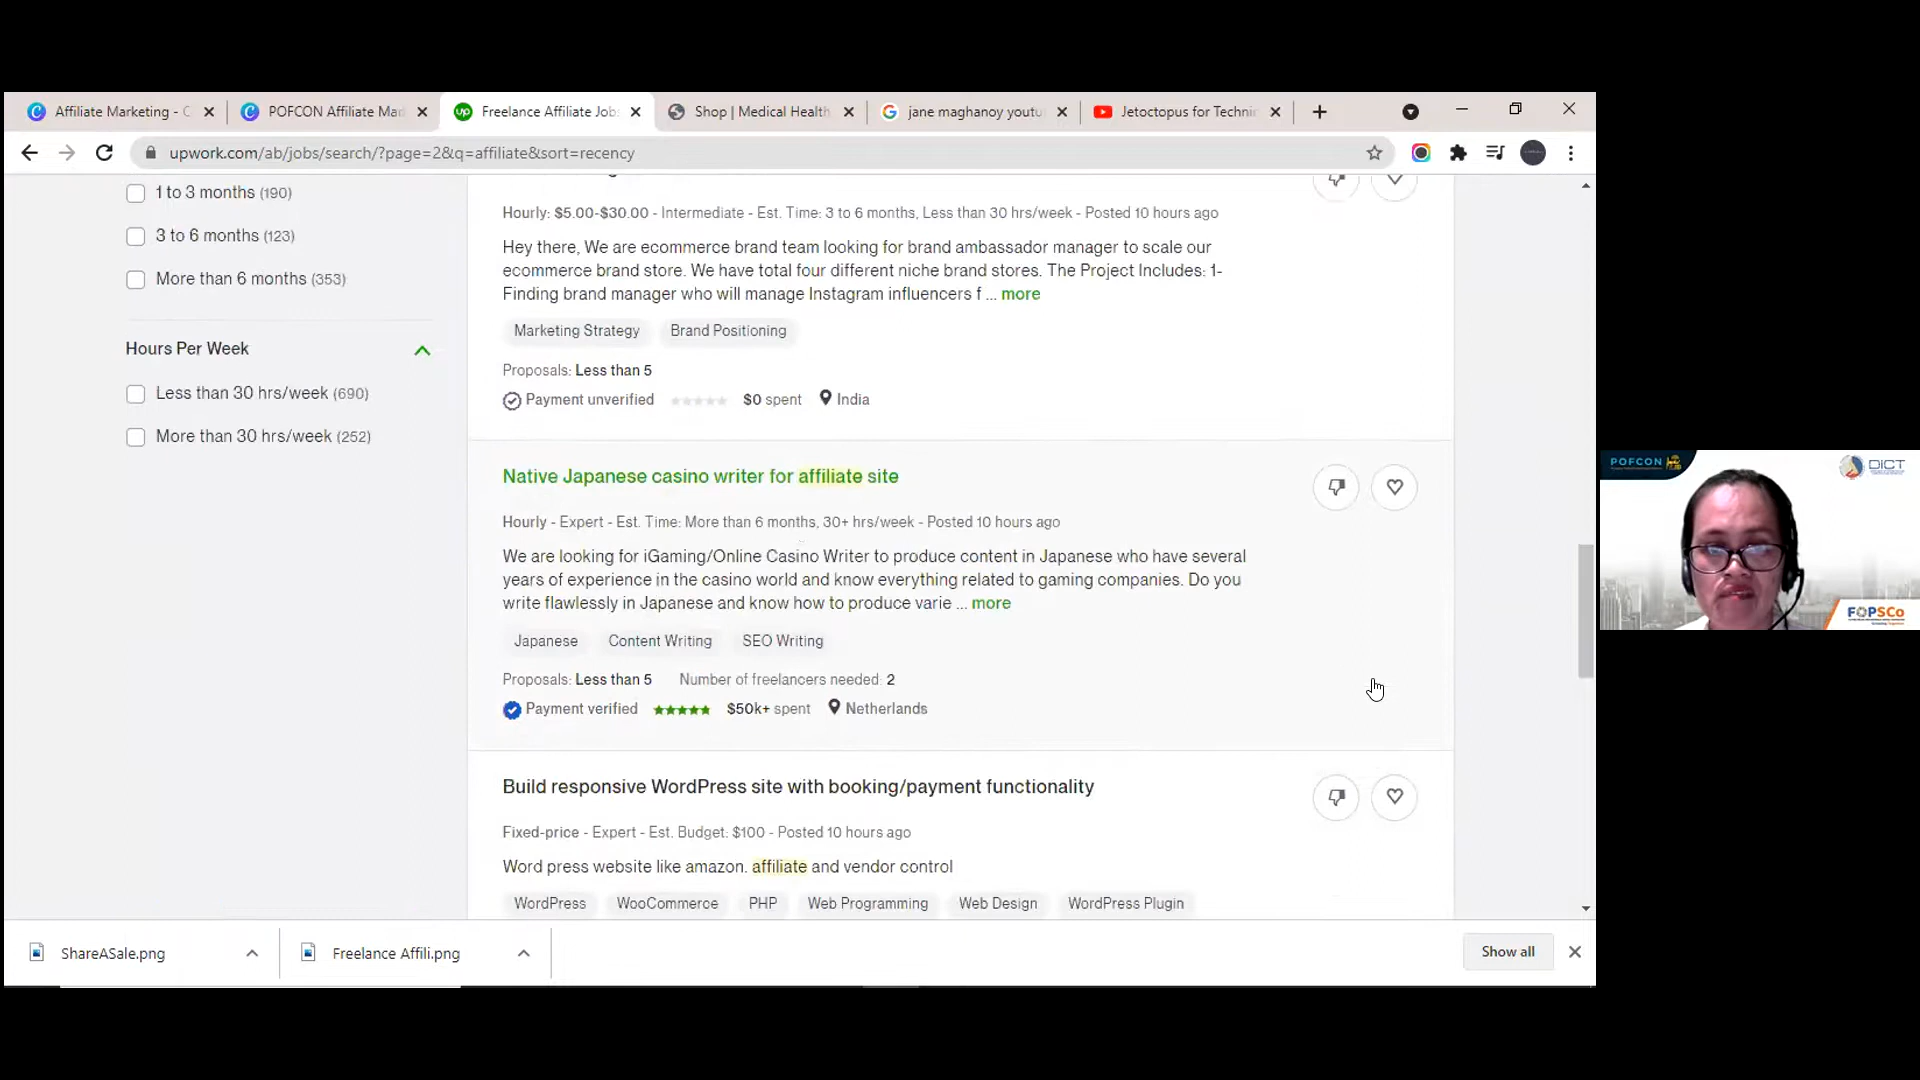 Affiliate Marketing - C
POFCON Affiliate Mar
Freelance Affiliate Job
Shop | Medical Health
jane maghanoy youtu
Jetoctopus for Techni
upwork.com/ab/jobs/search/?page=2&q=affiliate&sort=recency
1 to 3 months (190)
3 to 6 months (123)
More than 6 months (353)
Hours Per Week
Less than 30 hrs/week (690)
More than 30 hrs/week (252)
Hourly: $5.00-$30.00 - Intermediate - Est. Time: 3 to 6 months, Less than 30 hrs/week - Posted 10 hours ago
Hey there, We are ecommerce brand team looking for brand ambassador manager to scale our
ecommerce brand store. We have total four different niche brand stores. The Project Includes: 1-
Finding brand manager who will manage Instagram influencers f ... more
Marketing Strategy Brand Positioning
Proposals: Less than 5
Payment unverified $0 spent India
Native Japanese casino writer for affiliate site
Hourly - Expert - Est. Time: More than 6 months, 30+ hrs/week - Posted 10 hours ago
We are looking for iGaming/Online Casino Writer to produce content in Japanese who have several
years of experience in the casino world and know everything related to gaming companies. Do you
write flawlessly in Japanese and know how to produce varie ... more
Japanese Content Writing SEO Writing
Proposals: Less than 5 Number of freelancers needed: 2
Payment verified $50k+ spent Netherlands
Build responsive WordPress site with booking/payment functionality
Fixed-price - Expert - Est. Budget: $100 - Posted 10 hours ago
Word press website like amazon. affiliate and vendor control
WordPress WooCommerce PHP Web Programming Web Design WordPress Plugin
ShareASale.png
Freelance Affili.png
Show all
POFCON
DICT
FOPSCo